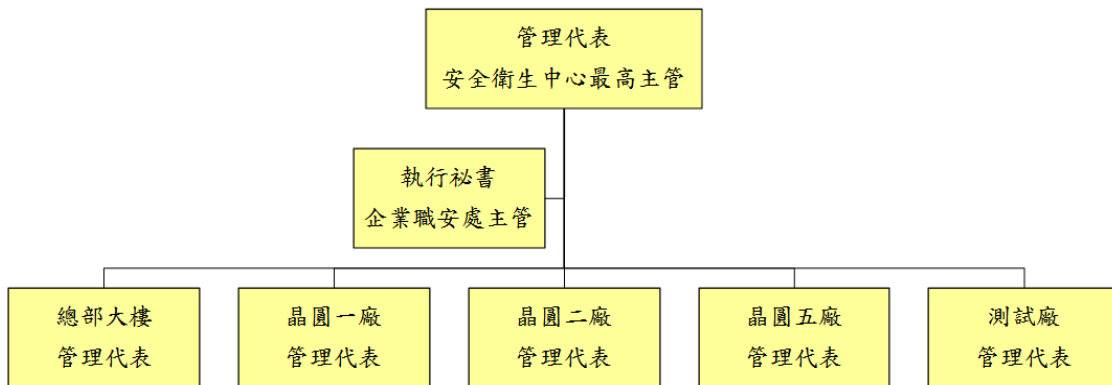 管理代表
安全衛生中心最高主管
執行祕書
企業職安處主管
總部大樓
管理代表
晶圓一廠
管理代表
晶圓二廠
管理代表
晶圓五廠
管理代表
測試廠
管理代表